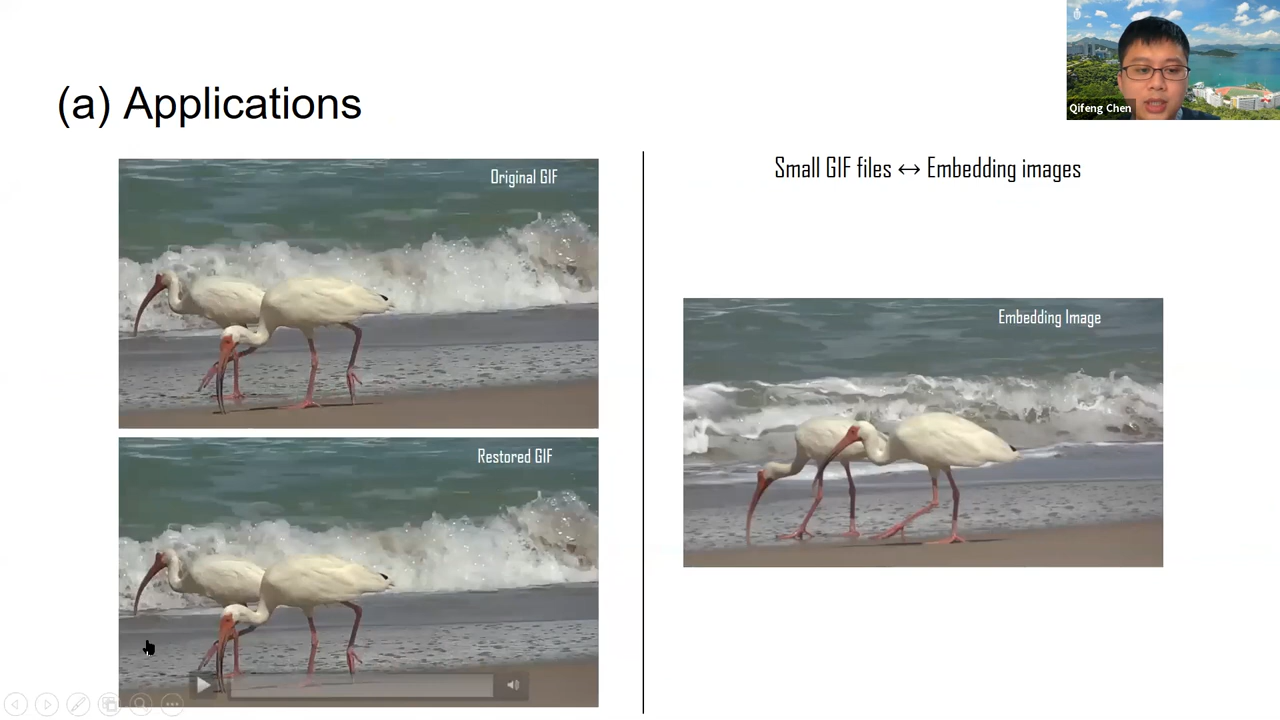 Qifeng Chen
(a) Applications
Original GIF
Small GIF files ↔ Embedding images
Embedding Image
Restored GIF